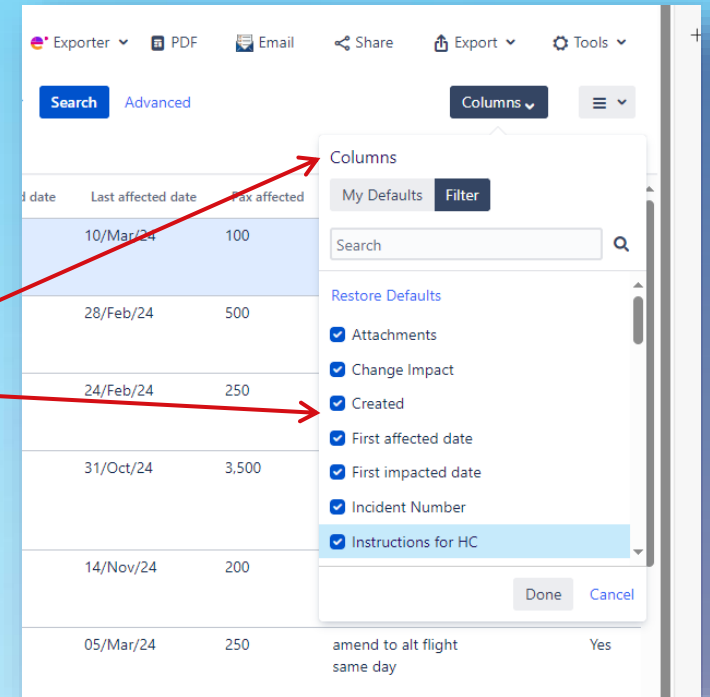 Exporter PDF Email Share Export Tools
Search Advanced Columns
Columns
My Defaults Filter
d date Last affected date Pax affected
Search
10/Mar/24 100
Restore Defaults
28/Feb/24 500
Attachments
Change Impact
24/Feb/24 250
Created
First affected date
31/Oct/24 3,500
First impacted date
Incident Number
Instructions for HC
14/Nov/24 200
Done Cancel
05/Mar/24 250 amend to alt flight Yes
same day